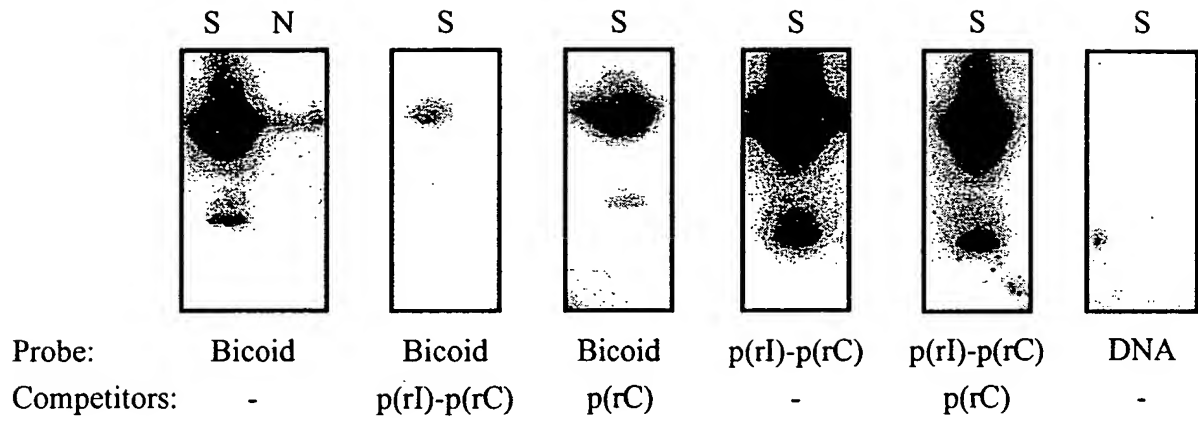 S N S S S S S
Probe: Bicoid Bicoid Bicoid p(rI)-p(rC) p(rI)-p(rC) DNA
Competitors: - p(rI)-p(rC) p(rC) - p(rC) -